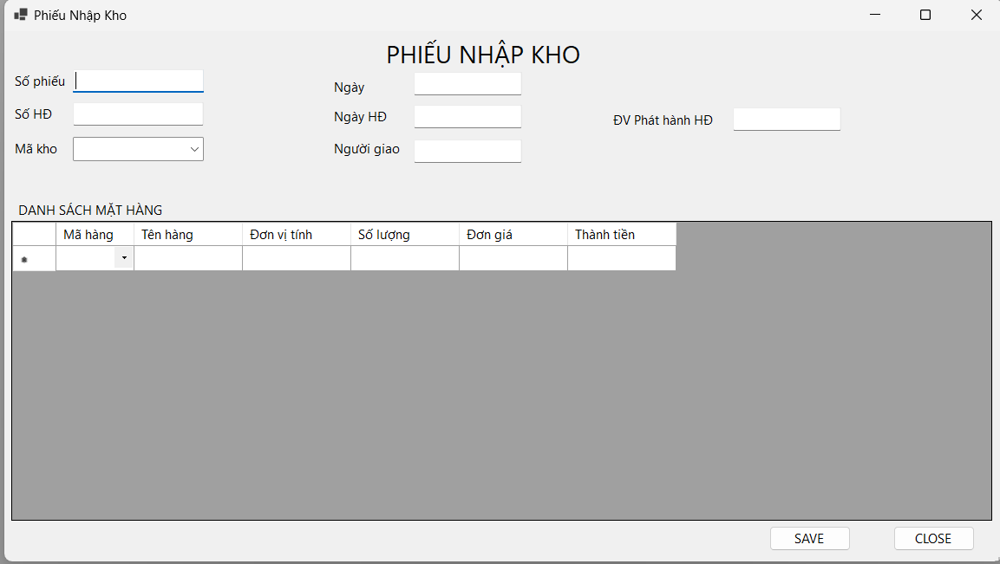 Phiếu Nhập Kho
PHIẾU NHẬP KHO
Số phiếu
Ngày
Số HĐ
Ngày HĐ
ĐV Phát hành HĐ
Mã kho
Người giao
DANH SÁCH MẶT HÀNG
Mã hàng Tên hàng Đơn vị tính Số lượng Đơn giá Thành tiền
SAVE CLOSE